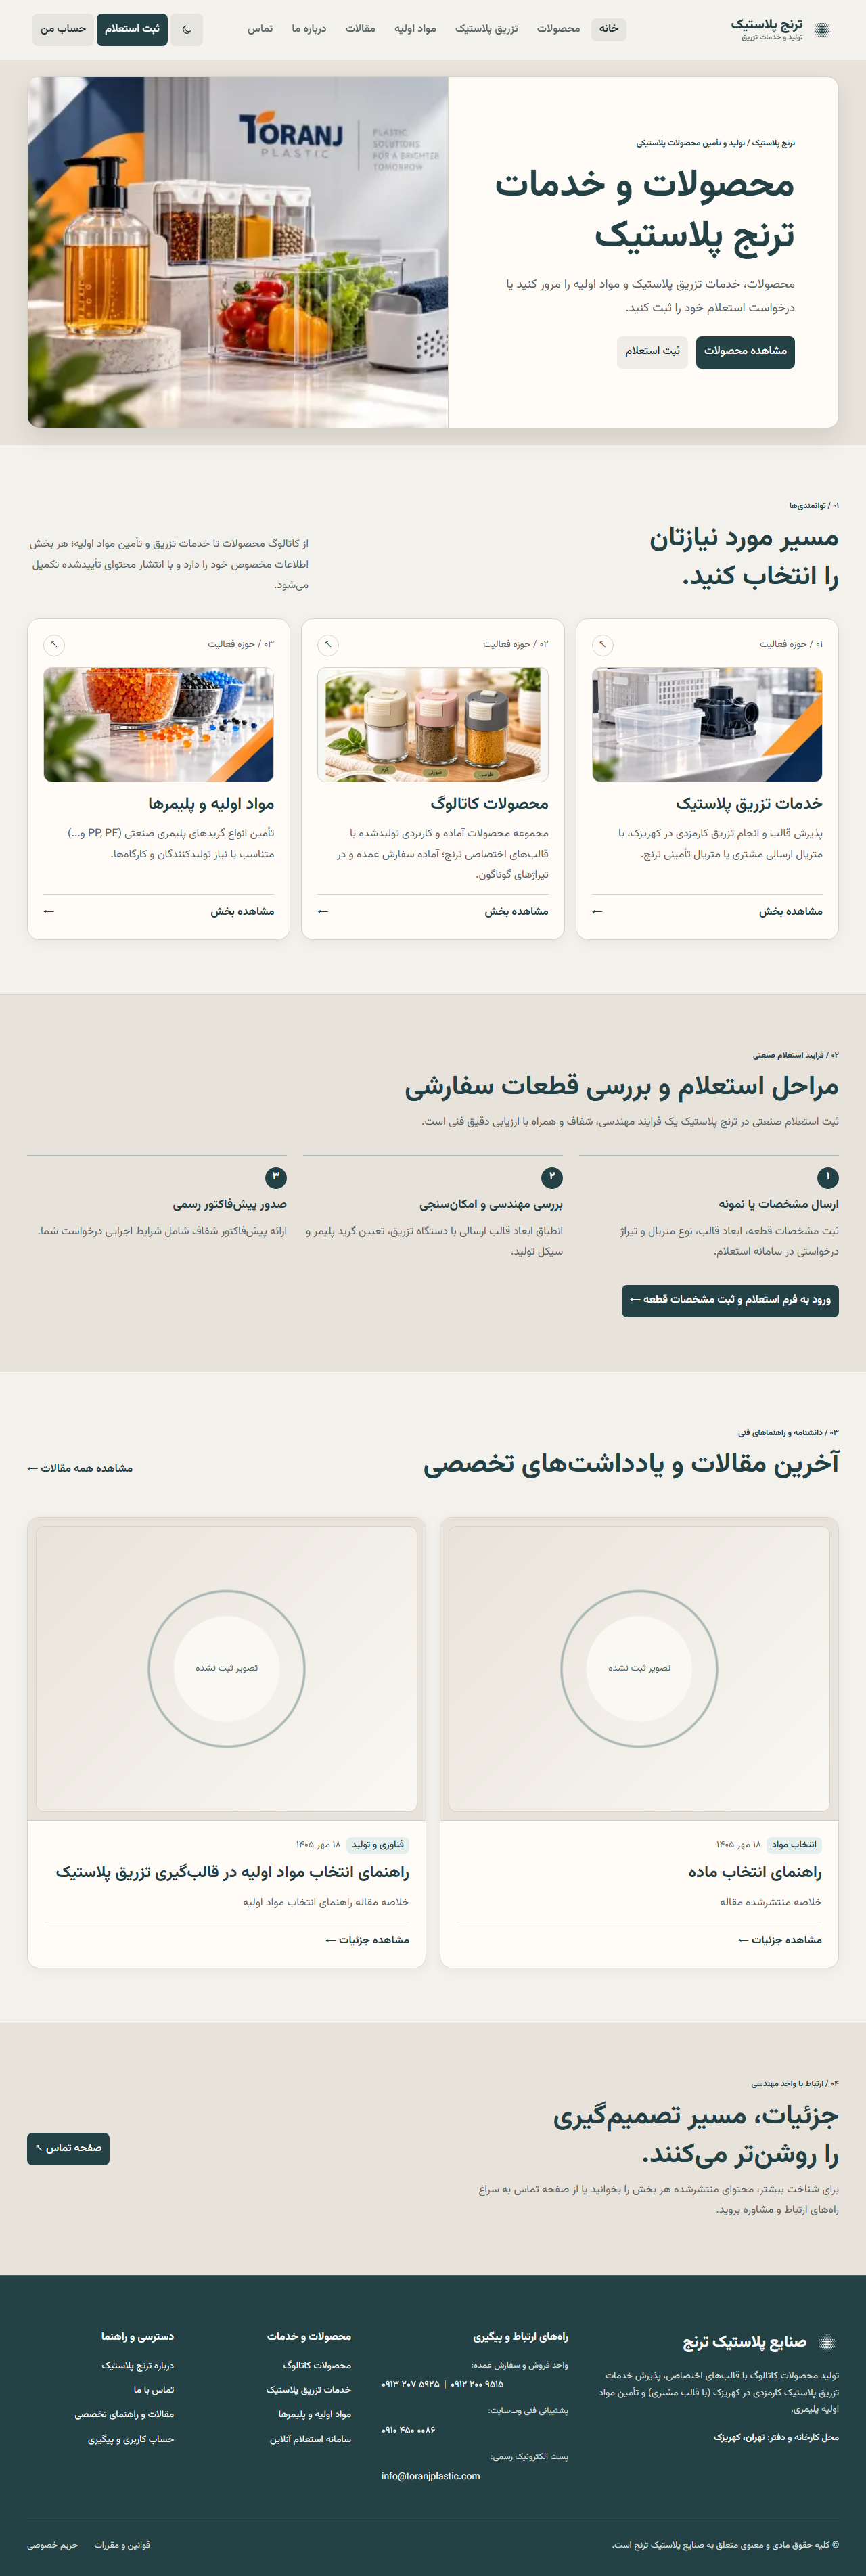 ترنج پلاستیک
تولید و خدمات تزریق
خانه
محصولات
تزریق پلاستیک
مواد اولیه
مقالات
درباره ما
تماس
ثبت استعلام
حساب من
ترنج پلاستیک / تولید و تأمین محصولات پلاستیکی
محصولات و خدمات
ترنج پلاستیک
محصولات، خدمات تزریق پلاستیک و مواد اولیه را مرور کنید یا
درخواست استعلام خود را ثبت کنید.
مشاهده محصولات
ثبت استعلام
TORANJ
PLASTIC
PLASTIC
SOLUTIONS
FOR A BRIGHTER
TOMORROW
۰۱ / توانمندی‌ها
مسیر مورد نیازتان
را انتخاب کنید.
از کاتالوگ محصولات تا خدمات تزریق و تأمین مواد اولیه؛ هر بخش
اطلاعات مخصوص خود را دارد و با انتشار محتوای تأییدشده تکمیل
می‌شود.
۰۱ / حوزه فعالیت
خدمات تزریق پلاستیک
پذیرش قالب و انجام تزریق کارمزدی در کهریزک، با
متریال ارسالی مشتری یا متریال تأمینی ترنج.
مشاهده بخش ←
۰۲ / حوزه فعالیت
محصولات کاتالوگ
مجموعه محصولات آماده و کاربردی تولیدشده با
قالب‌های اختصاصی ترنج؛ آماده سفارش عمده و در
تیراژهای گوناگون.
مشاهده بخش ←
۰۳ / حوزه فعالیت
مواد اولیه و پلیمرها
تأمین انواع گریدهای پلیمری صنعتی (PP, PE و...)
متناسب با نیاز تولیدکنندگان و کارگاه‌ها.
مشاهده بخش ←
۰۲ / فرایند استعلام صنعتی
مراحل استعلام و بررسی قطعات سفارشی
ثبت استعلام صنعتی در ترنج پلاستیک یک فرایند مهندسی، شفاف و همراه با ارزیابی دقیق فنی است.
۱
ارسال مشخصات یا نمونه
ثبت مشخصات قطعه، ابعاد قالب، نوع متریال و تیراژ
درخواستی در سامانه استعلام.
۲
بررسی مهندسی و امکان‌سنجی
انطباق ابعاد قالب ارسالی با دستگاه تزریق، تعیین گرید پلیمر و
سیکل تولید.
۳
صدور پیش‌فاکتور رسمی
ارائه پیش‌فاکتور شفاف شامل شرایط اجرایی درخواست شما.
ورود به فرم استعلام و ثبت مشخصات قطعه ←
۰۳ / دانشنامه و راهنماهای فنی
آخرین مقالات و یادداشت‌های تخصصی
مشاهده همه مقالات ←
تصویر ثبت نشده
انتخاب مواد
۱۸ مهر ۱۴۰۵
راهنمای انتخاب ماده
خلاصه منتشرشده مقاله
مشاهده جزئیات ←
تصویر ثبت نشده
فناوری و تولید
۱۸ مهر ۱۴۰۵
راهنمای انتخاب مواد اولیه در قالب‌گیری تزریق پلاستیک
خلاصه مقاله راهنمای انتخاب مواد اولیه
مشاهده جزئیات ←
۰۴ / ارتباط با واحد مهندسی
جزئیات، مسیر تصمیم‌گیری
را روشن‌تر می‌کنند.
برای شناخت بیشتر، محتوای منتشرشده هر بخش را بخوانید یا از صفحه تماس به سراغ
راه‌های ارتباط و مشاوره بروید.
صفحه تماس ↖
صنایع پلاستیک ترنج
تولید محصولات کاتالوگ با قالب‌های اختصاصی، پذیرش خدمات
تزریق پلاستیک کارمزدی در کهریزک (با قالب مشتری) و تأمین مواد
اولیه پلیمری.
محل کارخانه و دفتر: تهران، کهریزک
راه‌های ارتباط و پیگیری
واحد فروش و سفارش عمده:
۰۹۱۳ ۲۰۷ ۵۹۲۵ | ۰۹۱۲ ۲۰۰ ۹۵۱۵
پشتیبانی فنی وب‌سایت:
۰۹۱۰ ۴۵۰ ۰۰۸۶
پست الکترونیک رسمی:
info@toranjplastic.com
محصولات و خدمات
محصولات کاتالوگ
خدمات تزریق پلاستیک
مواد اولیه و پلیمرها
سامانه استعلام آنلاین
دسترسی و راهنما
درباره ترنج پلاستیک
تماس با ما
مقالات و راهنمای تخصصی
حساب کاربری و پیگیری
© کلیه حقوق مادی و معنوی متعلق به صنایع پلاستیک ترنج است.
قوانین و مقررات
حریم خصوصی